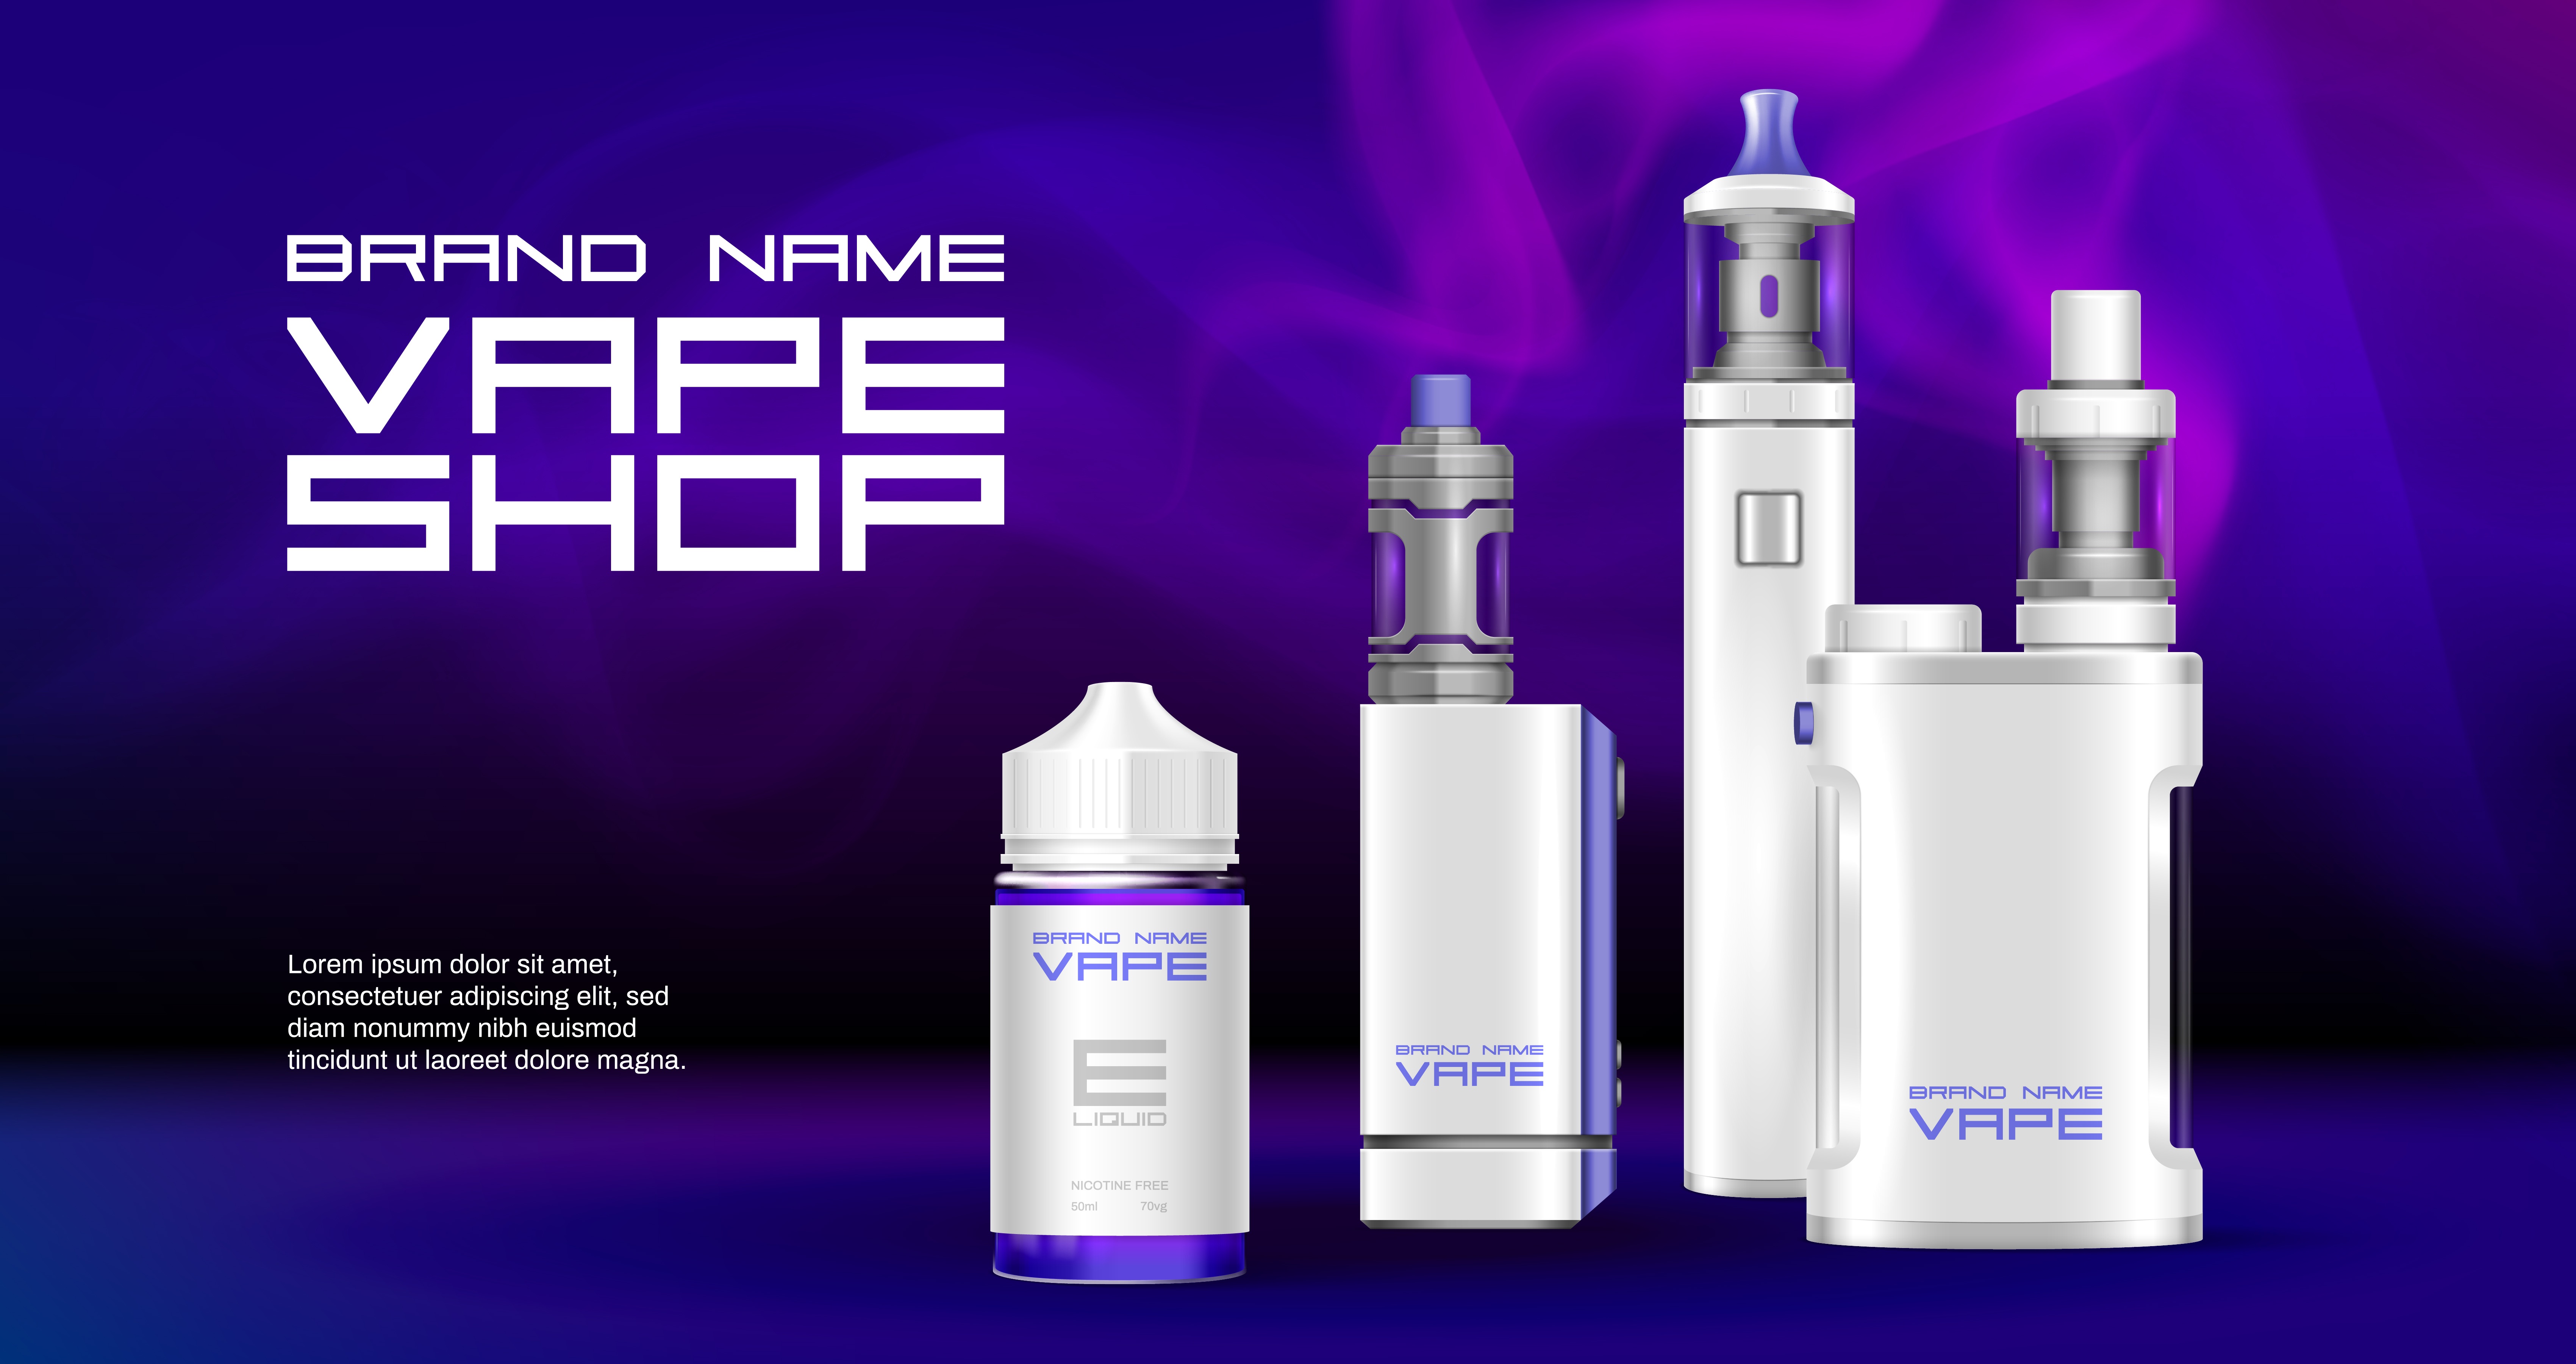 BRAND NAME
VAPE
SHOP
Lorem ipsum dolor sit amet,
consectetuer adipiscing elit, sed
diam nonummy nibh euismod
tincidunt ut laoreet dolore magna.
BRAND NAME
VAPE
E
LIQUID
NICOTINE FREE
50ml 70vg
BRAND NAME
VAPE
BRAND NAME
VAPE